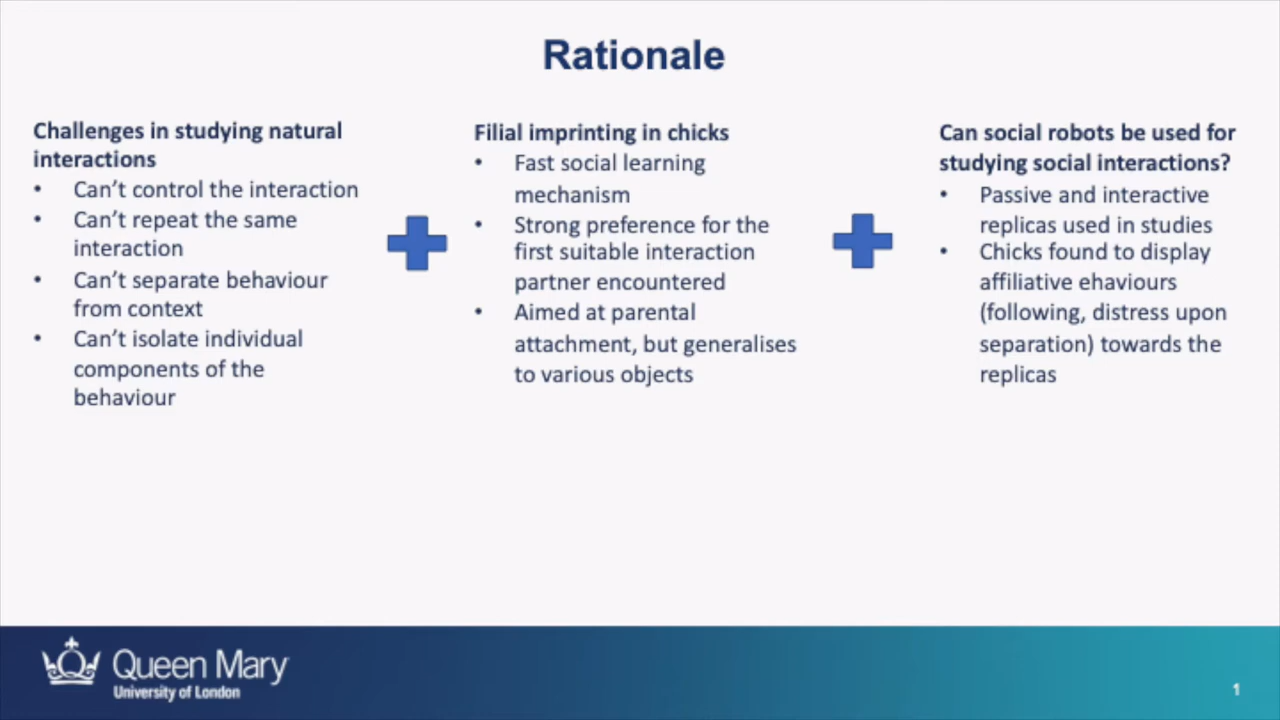 Rationale
Challenges in studying natural
interactions
• Can't control the interaction
• Can't repeat the same
interaction
• Can't separate behaviour
from context
• Can't isolate individual
components of the
behaviour
Filial imprinting in chicks
• Fast social learning
mechanism
• Strong preference for the
first suitable interaction
partner encountered
• Aimed at parental
attachment, but generalises
to various objects
Can social robots be used for
studying social interactions?
• Passive and interactive
replicas used in studies
• Chicks found to display
affiliative ehaviours
(following, distress upon
separation) towards the
replicas
Queen Mary
University of London
1